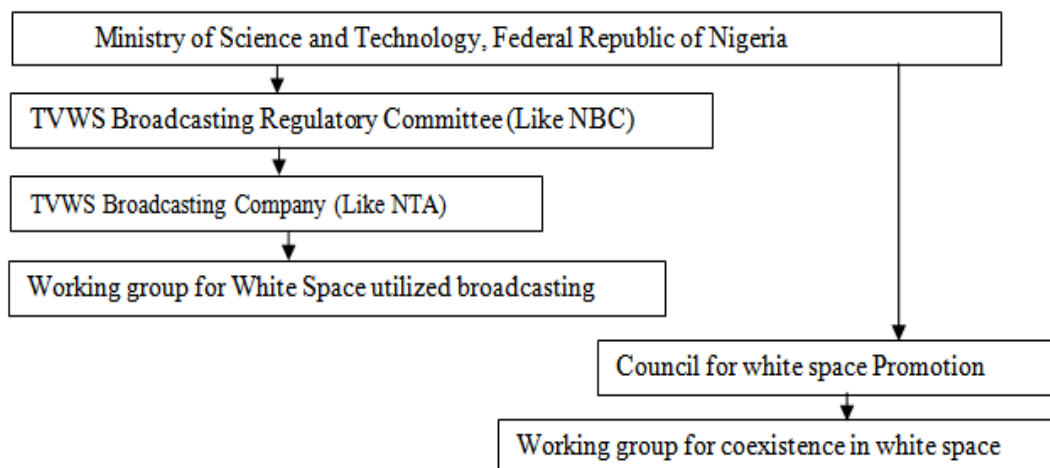 Ministry of Science and Technology, Federal Republic of Nigeria
TVWS Broadcasting Regulatory Committee (Like NBC)
TVWS Broadcasting Company (Like NTA)
Working group for White Space utilized broadcasting
Council for white space Promotion
Working group for coexistence in white space